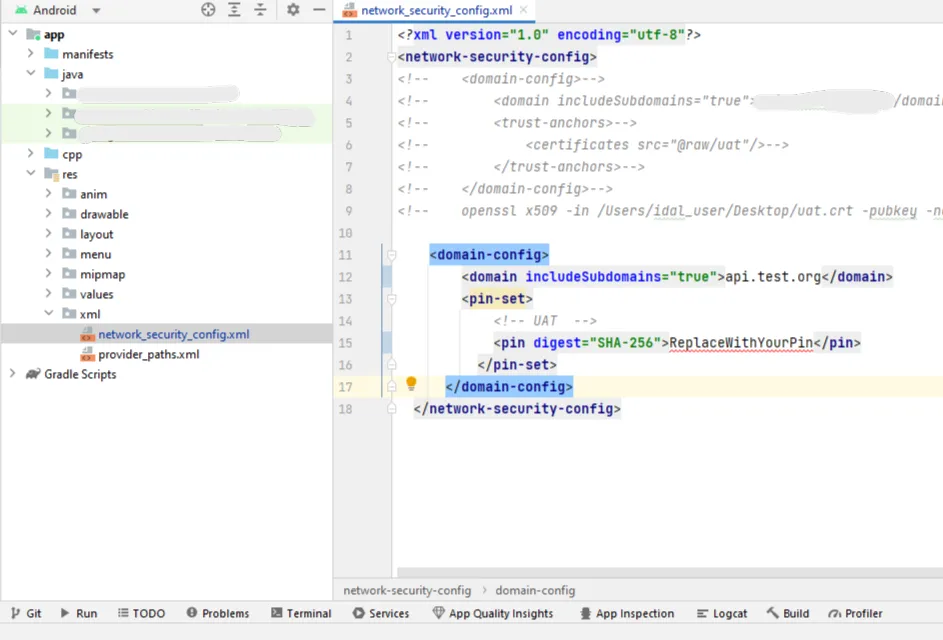 Android
network_security_config.xml
app
manifests
java
cpp
res
anim
drawable
layout
menu
mipmap
values
xml
network_security_config.xml
provider_paths.xml
Gradle Scripts
1 <?xml version="1.0" encoding="utf-8"?>
2 <network-security-config>
3 <!-- <domain-config>-->
4 <!-- <domain includeSubdomains="true"> /domai
5 <!-- <trust-anchors>-->
6 <!-- <certificates src="@raw/uat"/>-->
7 <!-- </trust-anchors>-->
8 <!-- </domain-config>-->
9 <!-- openssl x509 -in /Users/idal_user/Desktop/uat.crt -pubkey -n
10
11 <domain-config>
12 <domain includeSubdomains="true">api.test.org</domain>
13 <pin-set>
14 <!-- UAT -->
15 <pin digest="SHA-256">ReplaceWithYourPin</pin>
16 </pin-set>
17 </domain-config>
18 </network-security-config>
network-security-config > domain-config
Git Run TODO Problems Terminal Services App Quality Insights App Inspection Logcat Build Profiler